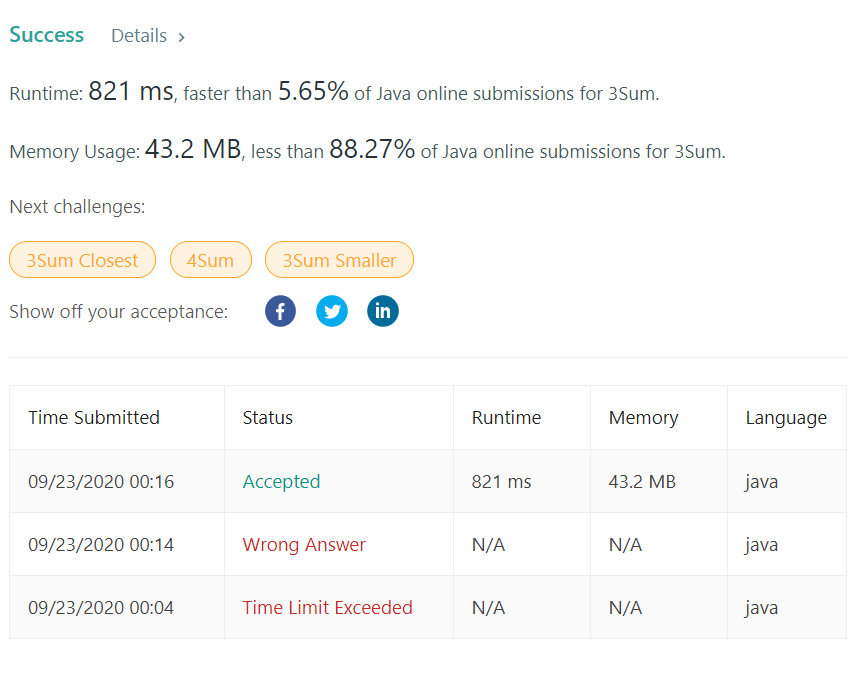 Success Details >
Runtime: 821 ms, faster than 5.65% of Java online submissions for 3Sum.
Memory Usage: 43.2 MB, less than 88.27% of Java online submissions for 3Sum.
Next challenges:
3Sum Closest 4Sum 3Sum Smaller
Show off your acceptance: f in
Time Submitted Status Runtime Memory Language
09/23/2020 00:16 Accepted 821 ms 43.2 MB java
09/23/2020 00:14 Wrong Answer N/A N/A java
09/23/2020 00:04 Time Limit Exceeded N/A N/A java